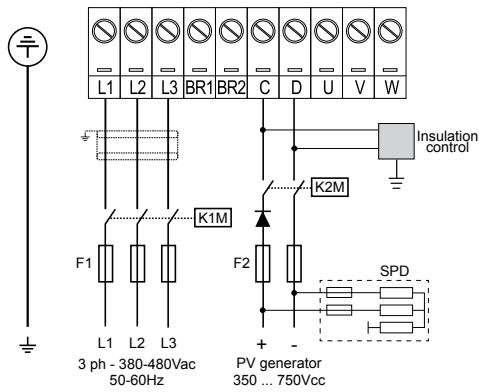 L1 L2 L3 BR1 BR2 C D U V W
Insulation
control
K2M
K1M
F1
F2
SPD
L1 L2 L3 + -
3 ph - 380-480Vac
50-60Hz
PV generator
350 ... 750Vcc